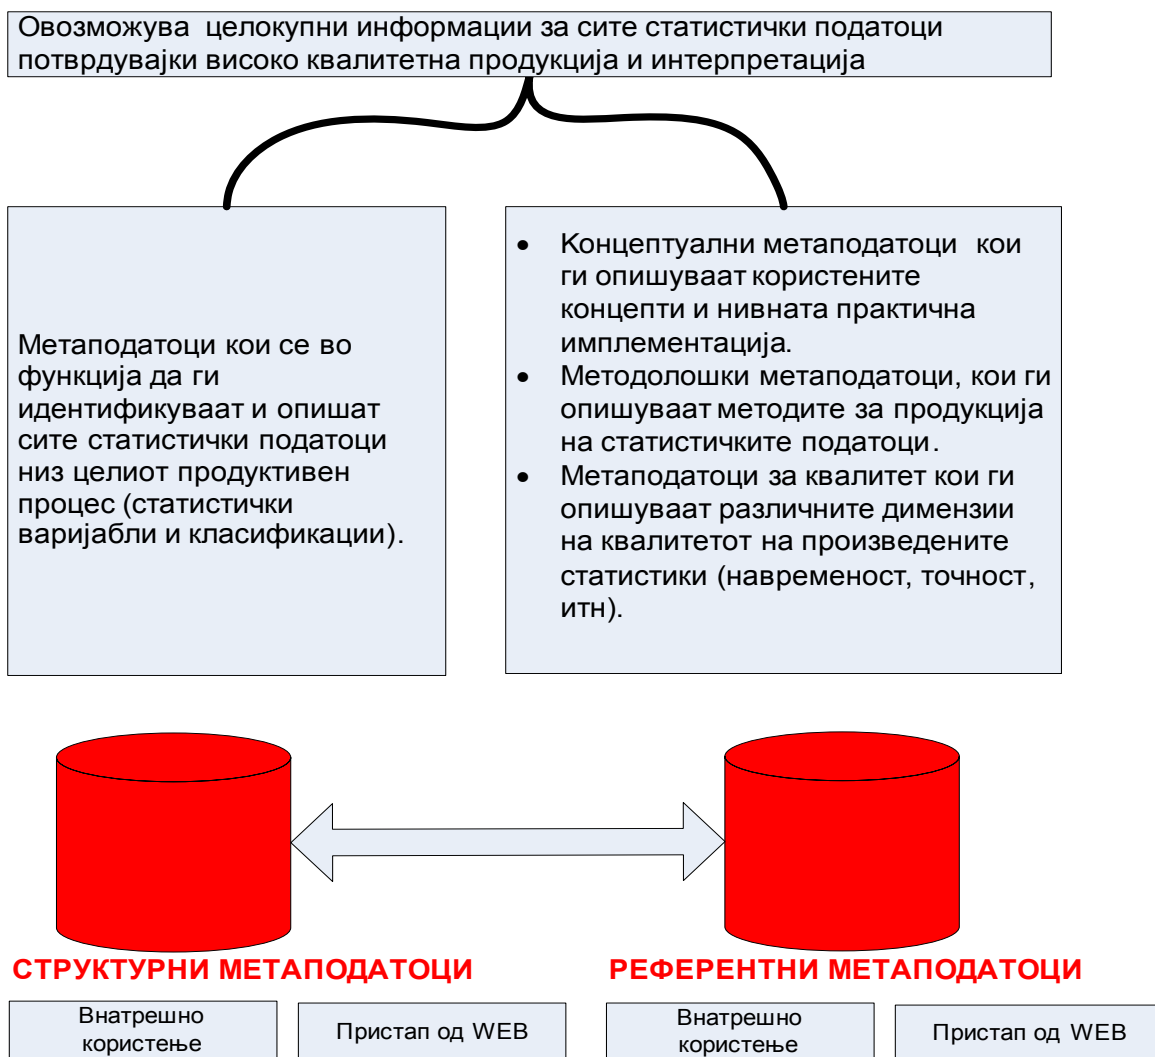 Овозможува целокупни информации за сите статистички податоци
потврдувајки високо квалитетна продукција и интерпретација
Метаподатоци кои се во
функција да ги
идентификуваат и опишат
сите статистички податоци
низ целиот продуктивен
процес (статистички
варијабли и класификации).
• Концептуални метаподатоци кои
ги опишуваат користените
концепти и нивната практична
имплементација.
• Методолошки метаподатоци, кои ги
опишуваат методите за продукција
на статистичките податоци.
• Метаподатоци за квалитет кои ги
опишуваат различните димензии
на квалитетот на произведените
статистики (навременост, точност,
итн).
СТРУКТУРНИ МЕТАПОДАТОЦИ
РЕФЕРЕНТНИ МЕТАПОДАТОЦИ
Внатрешно
користење
Пристап од WEB
Внатрешно
користење
Пристап од WEB